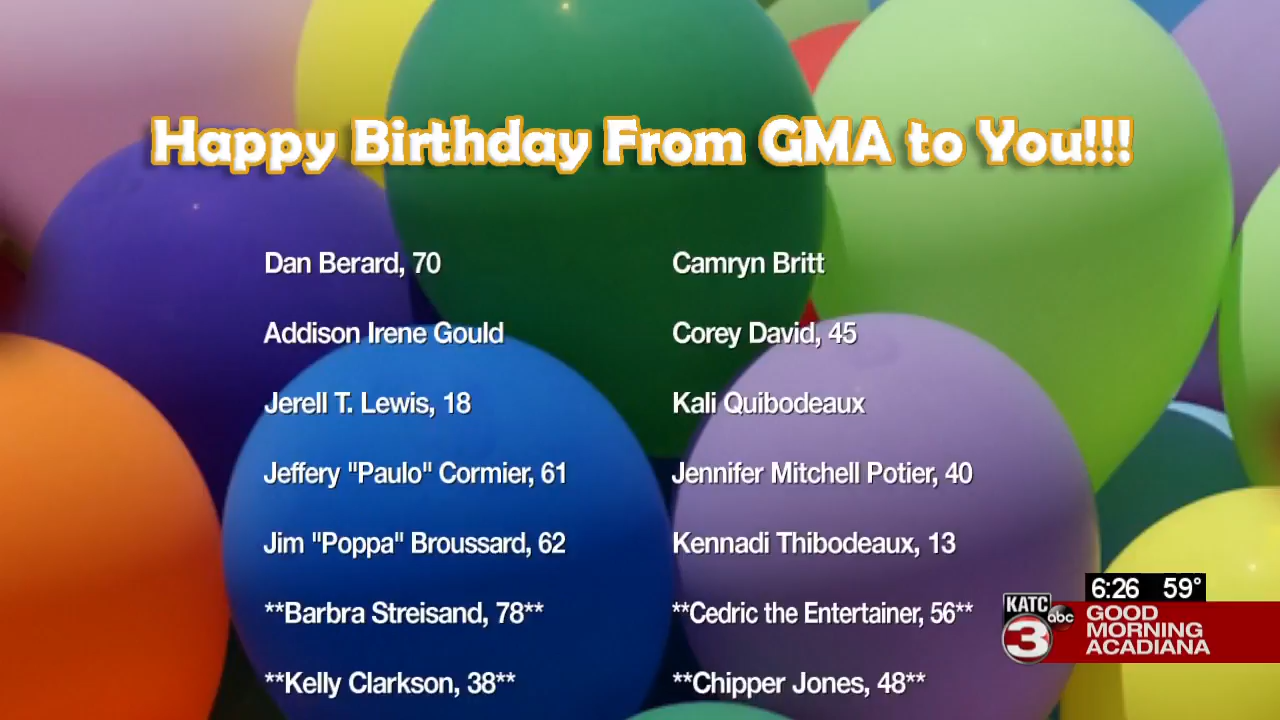 Happy Birthday From GMA to You!!!
Dan Berard, 70
Addison Irene Gould
Jerell T. Lewis, 18
Jeffery "Paulo" Cormier, 61
Jim "Poppa" Broussard, 62
**Barbra Streisand, 78**
**Kelly Clarkson, 38**
Camryn Britt
Corey David, 45
Kali Quibodeaux
Jennifer Mitchell Potier, 40
Kennadi Thibodeaux, 13
**Cedric the Entertainer, 56**
**Chipper Jones, 48**
6:26 59°
KATC
3
abc
GOOD
MORNING
ACADIANA